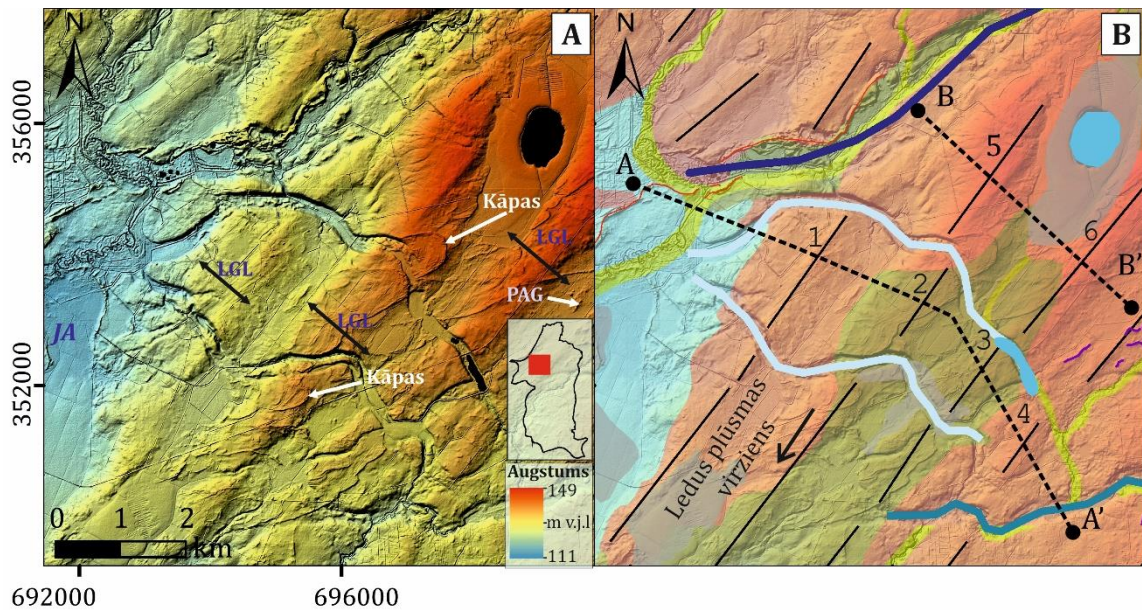 N
A
356000
352000
Kāpas
LGL
PAG
LGL
LGL
JA
Kāpas
Augstums
149
m v.j.l
111
0 1 2
km
692000
696000
N
B
B
A
5
1
6
2
B'
3
4
Ledus plūsmas
virziens
A'